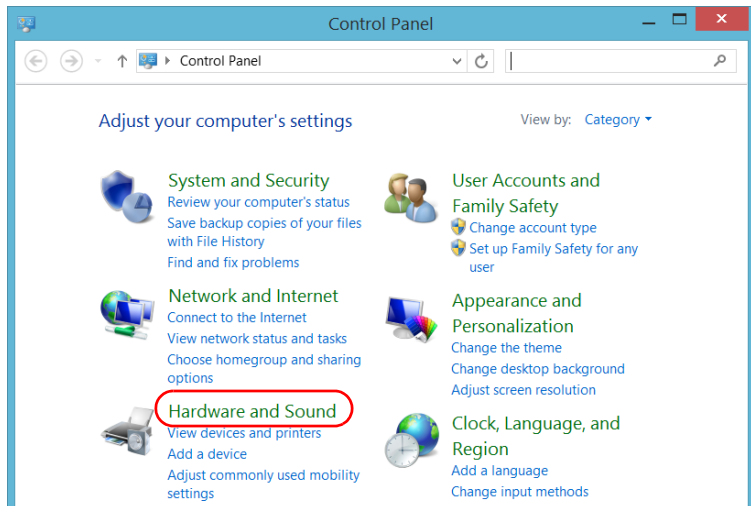 Control Panel
Control Panel
Adjust your computer's settings
View by: Category
System and Security
Review your computer's status
Save backup copies of your files
with File History
Find and fix problems
Network and Internet
Connect to the Internet
View network status and tasks
Choose homegroup and sharing
options
Hardware and Sound
View devices and printers
Add a device
Adjust commonly used mobility
settings
User Accounts and
Family Safety
Change account type
Set up Family Safety for any
user
Appearance and
Personalization
Change the theme
Change desktop background
Adjust screen resolution
Clock, Language, and
Region
Add a language
Change input methods